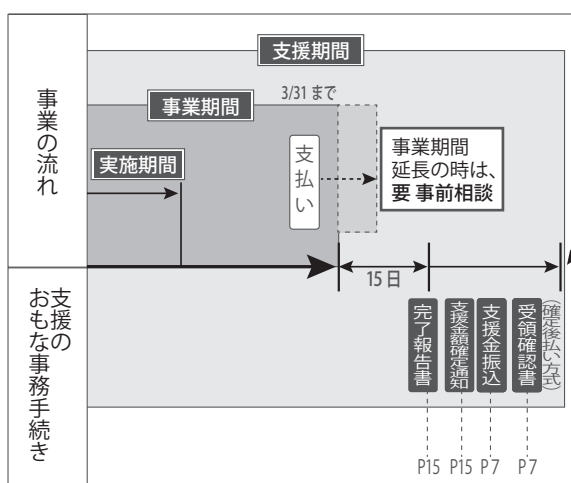 支援期間
事業期間
3/31 まで
実施期間
支払い
事業期間
延長の時は、
要 事前相談
事業の流れ
15 日
支援の
おもな事務手続き
完了報告書
支援金額確定通知
支援金振込
受領確認書
(確定後払い方式)
P15
P15
P7
P7